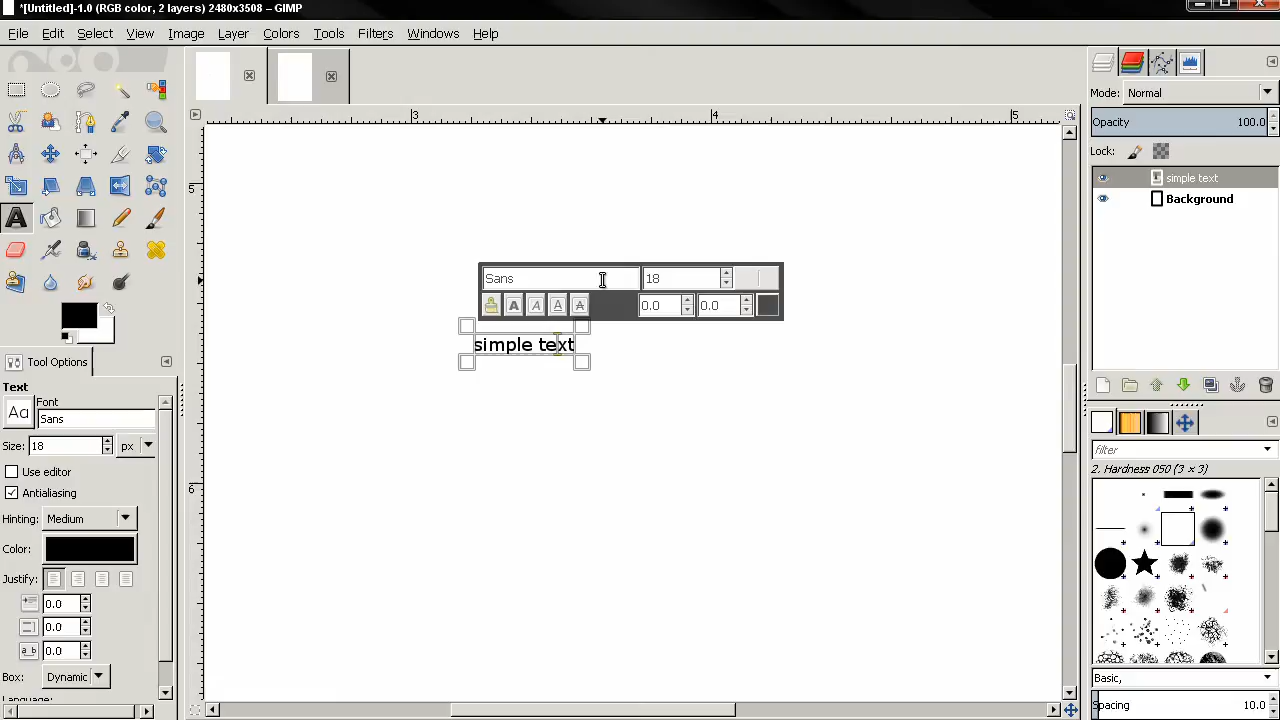 *[Untitled]-1.0 (RGB color, 2 layers) 2480x3508 – GIMP
File Edit Select View Image Layer Colors Tools Filters Windows Help
Mode: Normal
3 4 5
Opacity 100.0
Lock:
5
simple text
Background
Sans 18
A A A A 0.0 0.0
simple text
Tool Options
Text
Font
Aa Sans
Size: 18 px
Use editor
filter
2. Hardness 050 (3 × 3)
6
Antialiasing
Hinting: Medium
Color:
Justify:
0.0
0.0
a b 0.0
Box: Dynamic
Basic,
Spacing 10.0